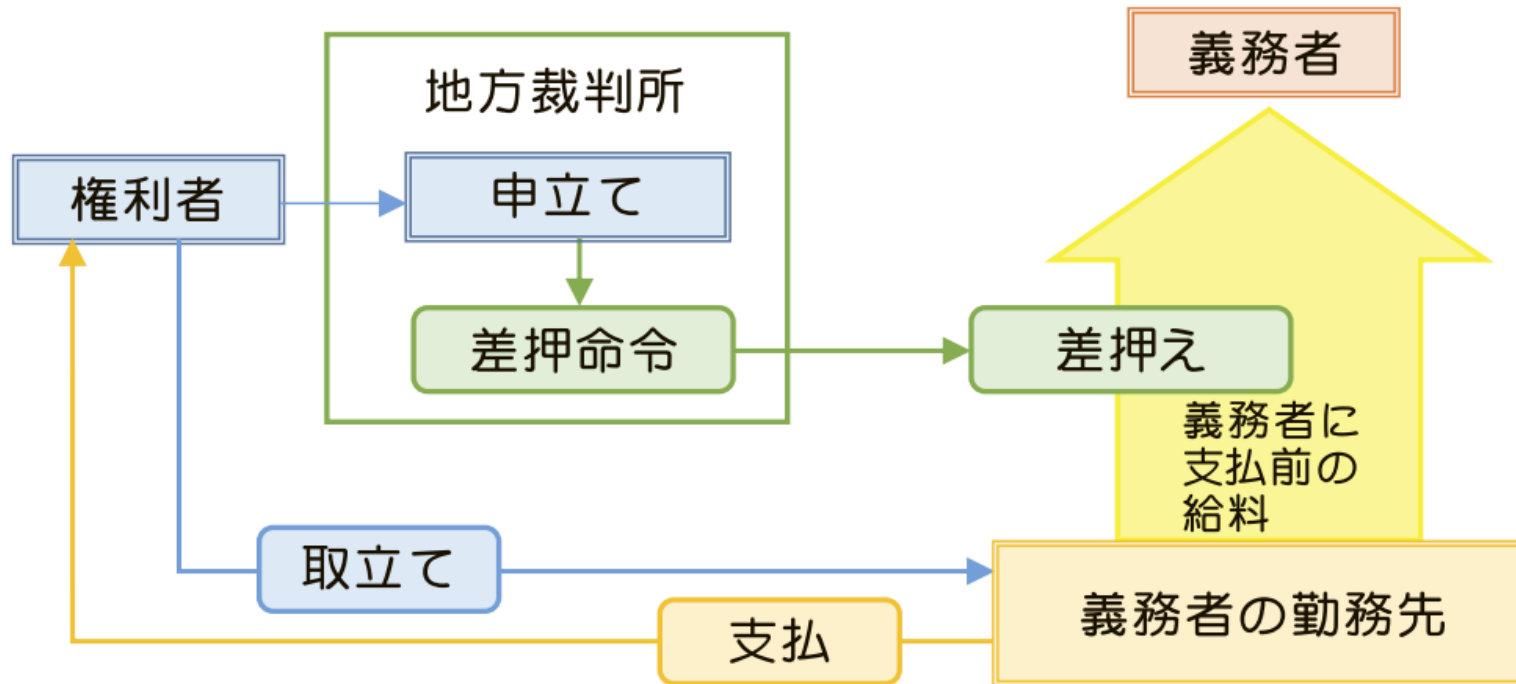 義務者
地方裁判所
権利者
申立て
差押命令
差押え
義務者に
支払前の
給料
取立て
義務者の勤務先
支払